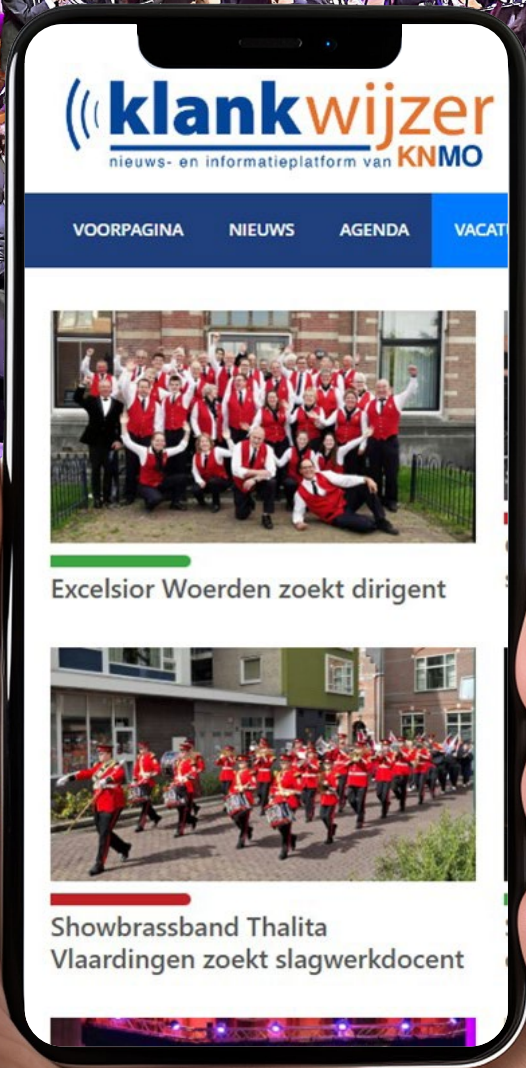 klankwijzer
nieuws- en informatieplatform van KNMO
VOORPAGINA NIEUWS AGENDA
Excelsior Woerden zoekt dirigent
Showbrassband Thalita
Vlaardingen zoekt slagwerkdocent